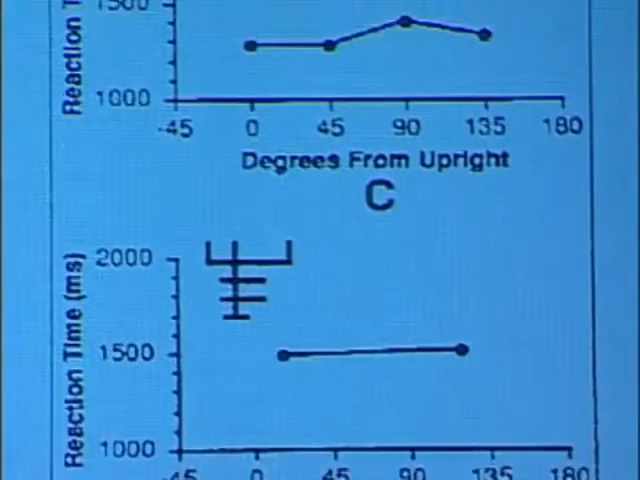 1500
Reaction T
1000
-45 0 45 90 135 180
Degrees From Upright
C
2000
Reaction Time (ms)
1500
1000
-45 0 45 90 135 180